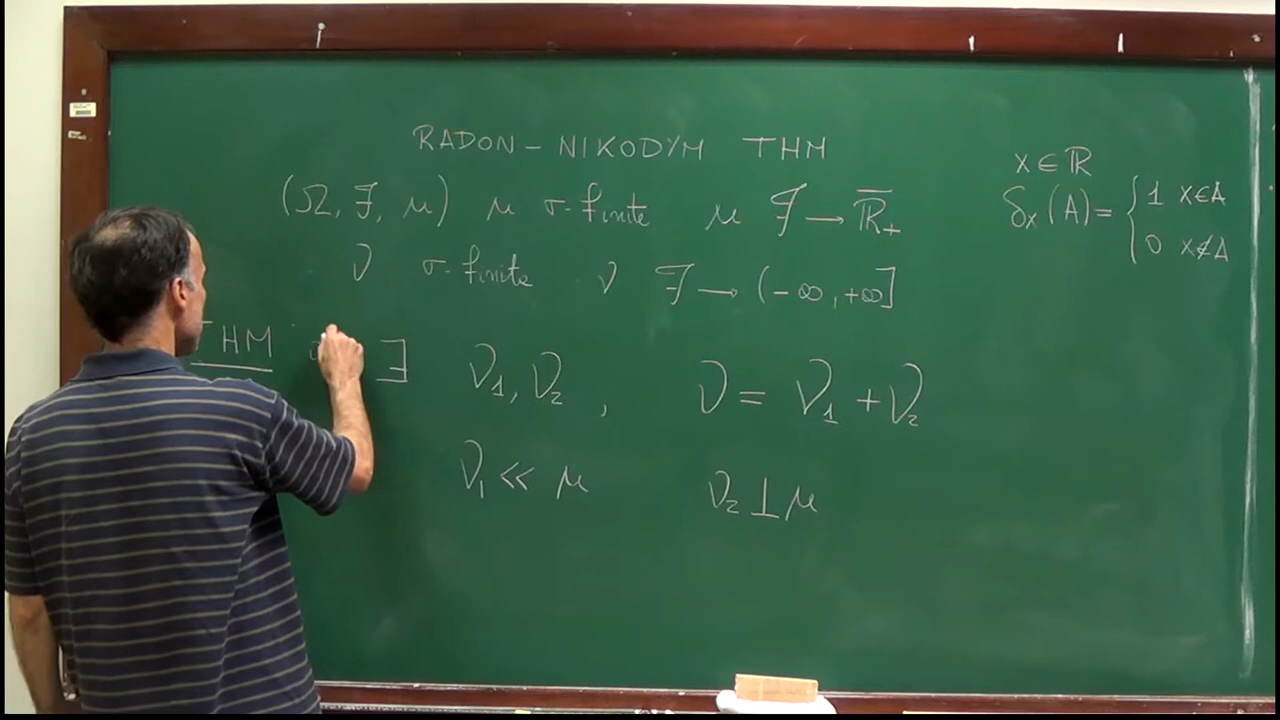 RADON - NIKODYM THM
(Ω, ℱ, μ) μ σ-finite μ ℱ → ℝ̅₊
ν σ-finite ν ℱ → (-∞, +∞]
THM ∃ ν₁, ν₂ , ν = ν₁ + ν₂
ν₁ << μ ν₂ ⊥ μ
x ∈ ℝ
δₓ(A) = { 1 x∈A
0 x∉A